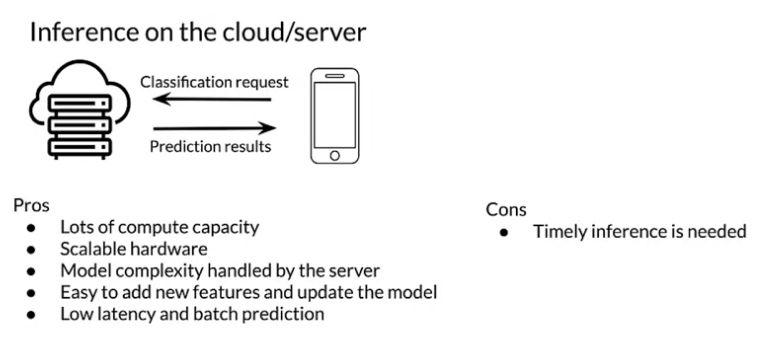 Inference on the cloud/server
Classification request
Prediction results
Pros
● Lots of compute capacity
● Scalable hardware
● Model complexity handled by the server
● Easy to add new features and update the model
● Low latency and batch prediction
Cons
● Timely inference is needed